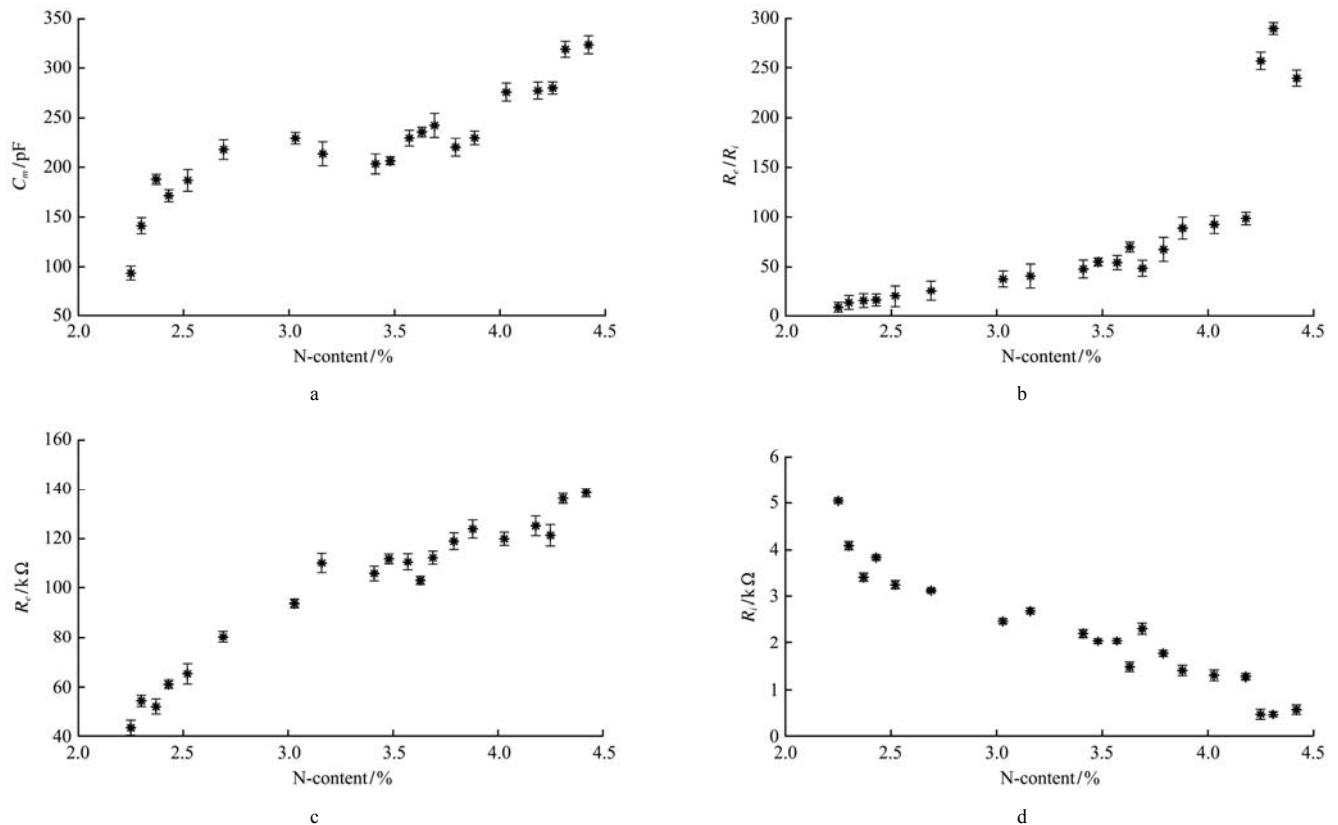 350
300
250
200
150
100
50
2.0 2.5 3.0 3.5 4.0 4.5
C_m/pF
N-content/%
a
300
250
200
150
100
50
0
2.0 2.5 3.0 3.5 4.0 4.5
R_e/R_i
N-content/%
b
160
140
120
100
80
60
40
2.0 2.5 3.0 3.5 4.0 4.5
R_e/kΩ
N-content/%
c
6
5
4
3
2
1
0
2.0 2.5 3.0 3.5 4.0 4.5
R_i/kΩ
N-content/%
d